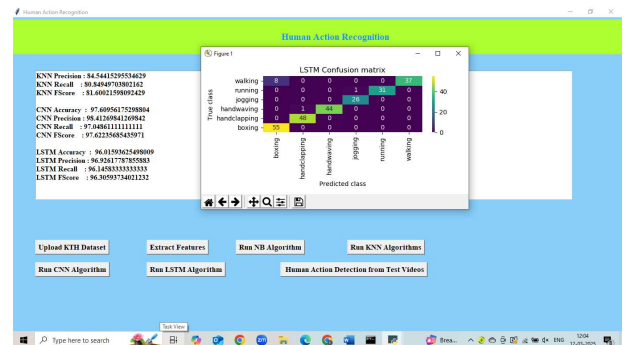 Human Action Recognition
Human Action Recognition
KNN Precision : 84.54415295534629
KNN Recall : 80.84949703802162
KNN FScore : 81.60021598092429
CNN Accuracy : 97.60956175298804
CNN Precision : 98.41269841269842
CNN Recall : 97.04861111111111
CNN FScore : 97.62235685435971
LSTM Accuracy : 96.01593625498009
LSTM Precision : 96.92617787855883
LSTM Recall : 96.14583333333333
LSTM FScore : 96.30593734021232
Figure 1
LSTM Confusion matrix
True class
walking 8 0 0 0 0 37
running 0 0 0 1 31 0
jogging 0 0 0 26 0 0
handwaving 0 1 44 0 0 0
handclapping 0 48 0 0 0 0
boxing 55 0 0 0 0 0
40
20
0
boxing handclapping handwaving jogging running walking
Predicted class
Upload KTH Dataset Extract Features Run NB Algorithm Run KNN Algorithms
Run CNN Algorithm Run LSTM Algorithm Human Action Detection from Test Videos
Task View
Type here to search
Brea... ENG 12:04
12-03-2025